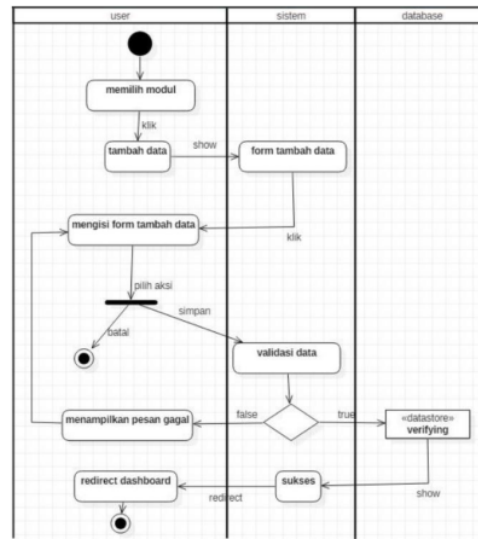 user
sistem
database
memilih modul
klik
tambah data
show
form tambah data
klik
mengisi form tambah data
pilih aksi
batal
simpan
validasi data
false
true
menampilkan pesan gagal
«datastore»
verifying
show
sukses
redirect
redirect dashboard